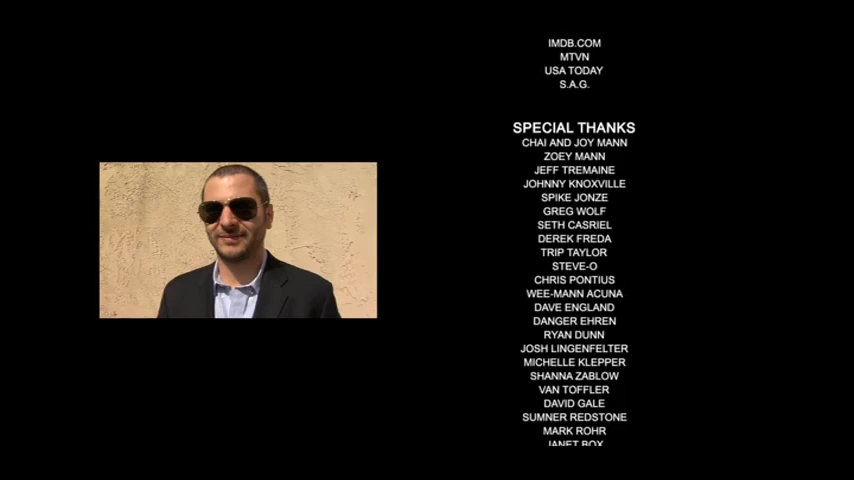 IMDB.COM
MTVN
USA TODAY
S.A.G.
SPECIAL THANKS
CHAI AND JOY MANN
ZOEY MANN
JEFF TREMAINE
JOHNNY KNOXVILLE
SPIKE JONZE
GREG WOLF
SETH CASRIEL
DEREK FREDA
TRIP TAYLOR
STEVE-O
CHRIS PONTIUS
WEE-MANN ACUNA
DAVE ENGLAND
DANGER EHREN
RYAN DUNN
JOSH LINGENFELTER
MICHELLE KLEPPER
SHANNA ZABLOW
VAN TOFFLER
DAVID GALE
SUMNER REDSTONE
MARK ROHR
JANET BOX